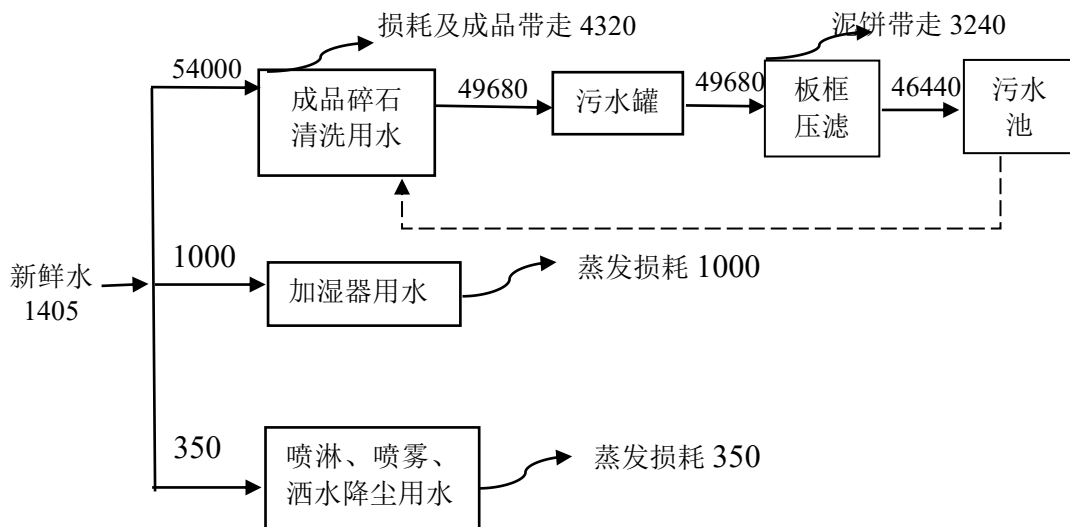 损耗及成品带走 4320
泥饼带走 3240
54000
成品碎石
清洗用水
49680
污水罐
49680
板框
压滤
46440
污水
池
新鲜水
1405
1000
加湿器用水
蒸发损耗 1000
350
喷淋、喷雾、
洒水降尘用水
蒸发损耗 350